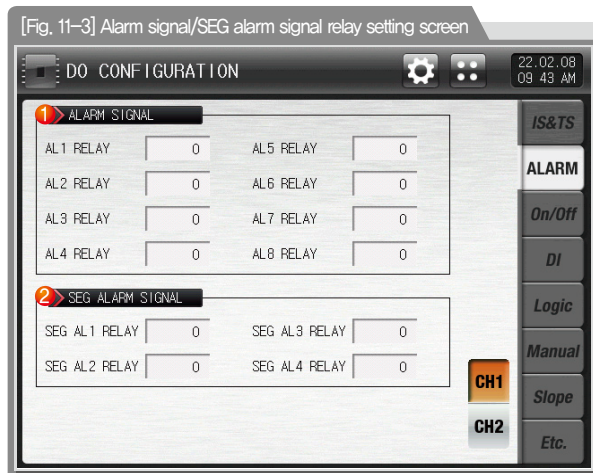 [Fig. 11-3] Alarm signal/SEG alarm signal relay setting screen
DO CONFIGURATION
22.02.08
09 43 AM
1 ALARM SIGNAL
AL1 RELAY 0 AL5 RELAY 0
AL2 RELAY 0 AL6 RELAY 0
AL3 RELAY 0 AL7 RELAY 0
AL4 RELAY 0 AL8 RELAY 0
2 SEG ALARM SIGNAL
SEG AL1 RELAY 0 SEG AL3 RELAY 0
SEG AL2 RELAY 0 SEG AL4 RELAY 0
CH1
CH2
IS&TS
ALARM
On/Off
DI
Logic
Manual
Slope
Etc.